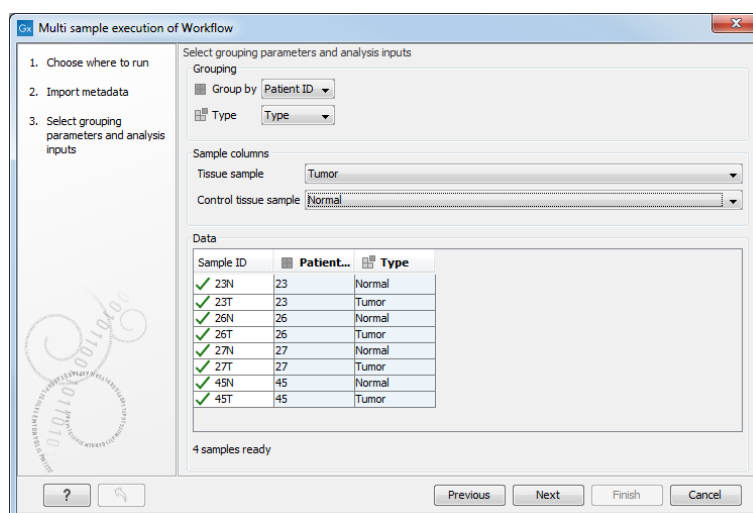 Gx Multi sample execution of Workflow
1. Choose where to run
2. Import metadata
3. Select grouping
parameters and analysis
inputs
Select grouping parameters and analysis inputs
Grouping
Group by Patient ID
Type Type
Sample columns
Tissue sample Tumor
Control tissue sample Normal
Data
Sample ID Patient... Type
23N 23 Normal
23T 23 Tumor
26N 26 Normal
26T 26 Tumor
27N 27 Normal
27T 27 Tumor
45N 45 Normal
45T 45 Tumor
4 samples ready
? Previous Next Finish Cancel